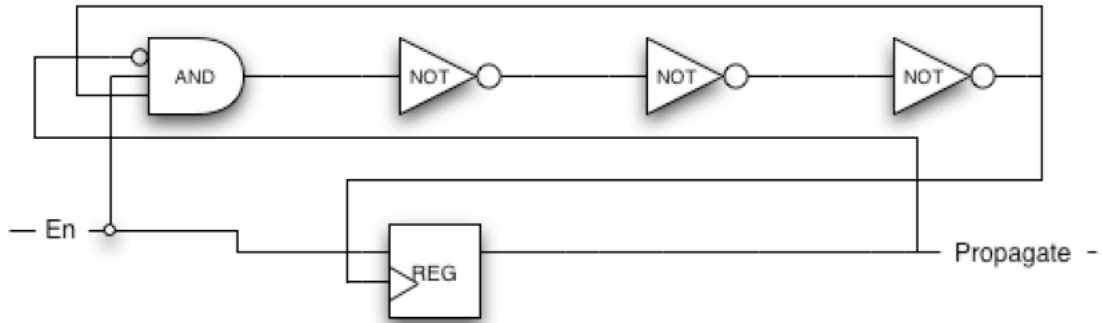 AND
NOT
NOT
NOT
En
REG
Propagate